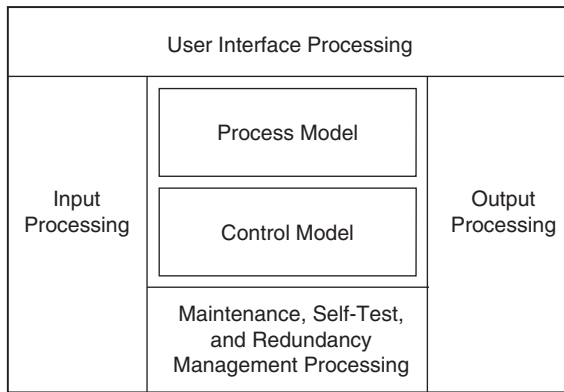 User Interface Processing
Process Model
Input
Processing
Control Model
Output
Processing
Maintenance, Self-Test,
and Redundancy
Management Processing